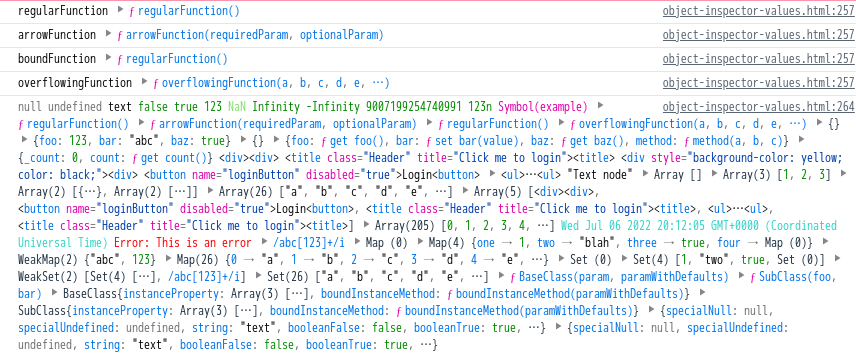 regularFunction ▶ ƒ regularFunction() object-inspector-values.html:257
arrowFunction ▶ ƒ arrowFunction(requiredParam, optionalParam) object-inspector-values.html:257
boundFunction ▶ ƒ regularFunction() object-inspector-values.html:257
overflowingFunction ▶ ƒ overflowingFunction(a, b, c, d, e, …) object-inspector-values.html:257
null undefined text false true 123 NaN Infinity -Infinity 9007199254740991 123n Symbol(example) ▶ object-inspector-values.html:264
ƒ regularFunction() ▶ ƒ arrowFunction(requiredParam, optionalParam) ▶ ƒ regularFunction() ▶ ƒ overflowingFunction(a, b, c, d, e, …) ▶ {}
▶ {foo: 123, bar: "abc", baz: true} ▶ {} ▶ {foo: ƒ get foo(), bar: ƒ set bar(value), baz: ƒ get baz(), method: ƒ method(a, b, c)} ▶
{_count: 0, count: ƒ get count()} <div><div> <title class="Header" title="Click me to login"><title> <div style="background-color: yellow;
color: black;"><div> <button name="loginButton" disabled="true">Login<button> ▶ <ul>…<ul> "Text node" ▶ Array [] ▶ Array(3) [1, 2, 3] ▶
Array(2) [{…}, Array(2) […]] ▶ Array(26) ["a", "b", "c", "d", "e", …] ▶ Array(5) [<div><div>,
<button name="loginButton" disabled="true">Login<button>, <title class="Header" title="Click me to login"><title>, <ul>…<ul>,
<title class="Header" title="Click me to login"><title>] ▶ Array(205) [0, 1, 2, 3, 4, …] Wed Jul 06 2022 20:12:05 GMT+0000 (Coordinated
Universal Time) Error: This is an error ▶ /abc[123]+/i ▶ Map (0) ▶ Map(4) {one → 1, two → "blah", three → true, four → Map (0)} ▶
WeakMap(2) {"abc", 123} ▶ Map(26) {0 → "a", 1 → "b", 2 → "c", 3 → "d", 4 → "e", …} ▶ Set (0) ▶ Set(4) [1, "two", true, Set (0)] ▶
WeakSet(2) [Set(4) […], /abc[123]+/i] ▶ Set(26) ["a", "b", "c", "d", "e", …] ▶ ƒ BaseClass(param, paramWithDefaults) ▶ ƒ SubClass(foo,
bar) ▶ BaseClass{instanceProperty: Array(3) […], boundInstanceMethod: ƒ boundInstanceMethod(paramWithDefaults)} ▶
SubClass{instanceProperty: Array(3) […], boundInstanceMethod: ƒ boundInstanceMethod(paramWithDefaults)} ▶ {specialNull: null,
specialUndefined: undefined, string: "text", booleanFalse: false, booleanTrue: true, …} ▶ {specialNull: null, specialUndefined:
undefined, string: "text", booleanFalse: false, booleanTrue: true, …}